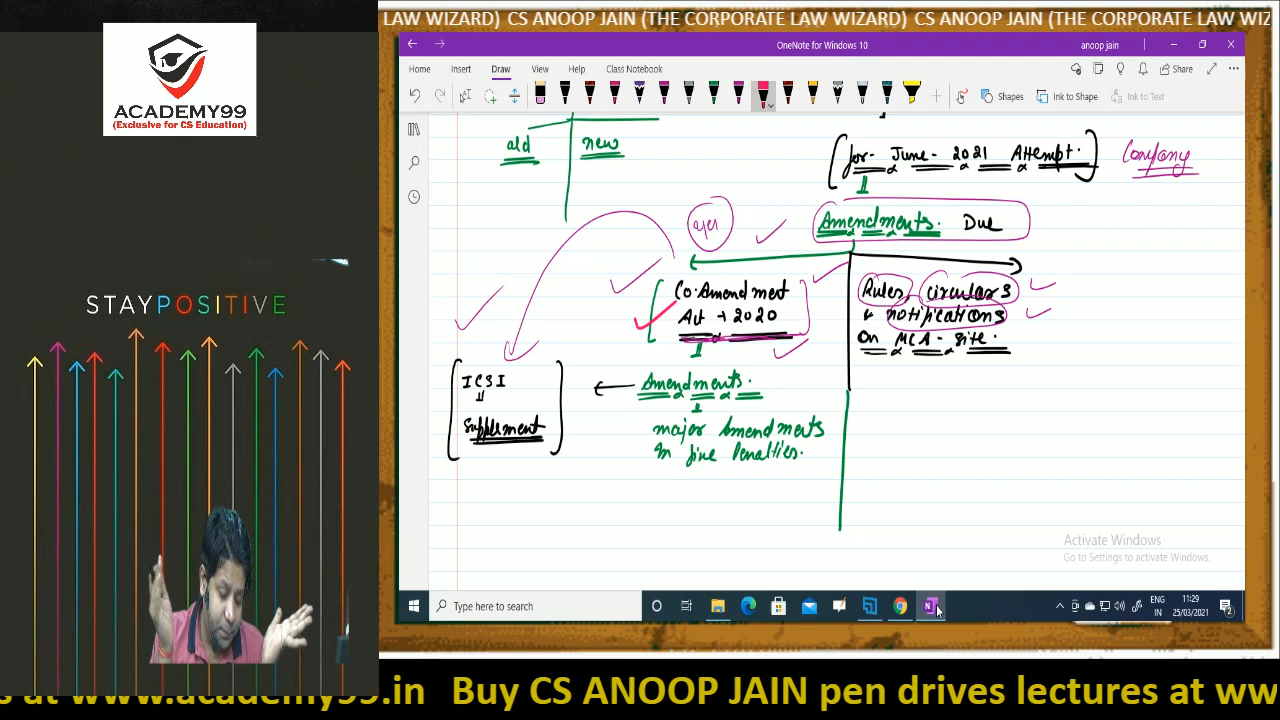 LAW WIZARD) CS ANOOP JAIN (THE CORPORATE LAW WIZARD) CS ANOOP JAIN (THE CORPORATE LAW WIZ
ACADEMY99
(Exclusive for CS Education)
STAYPOSITIVE
OneNote for Windows 10
anoop jain
Home Insert Draw View Help Class Notebook
Share
Shapes Ink to Shape Ink to Text
old new
[for June - 2021 Attempt.] Company
Amendments. Due
Co. Amendment
Act → 2020
Rules, circulars
& notifications
On MCA - Site.
ICSI
Supplement
Amendments.
major Amendments
In fine Penalties.
Activate Windows
Go to Settings to activate Windows.
Type here to search
ENG
IN
11:29
25/03/2021
2
s at www.academy99.in Buy CS ANOOP JAIN pen drives lectures at ww